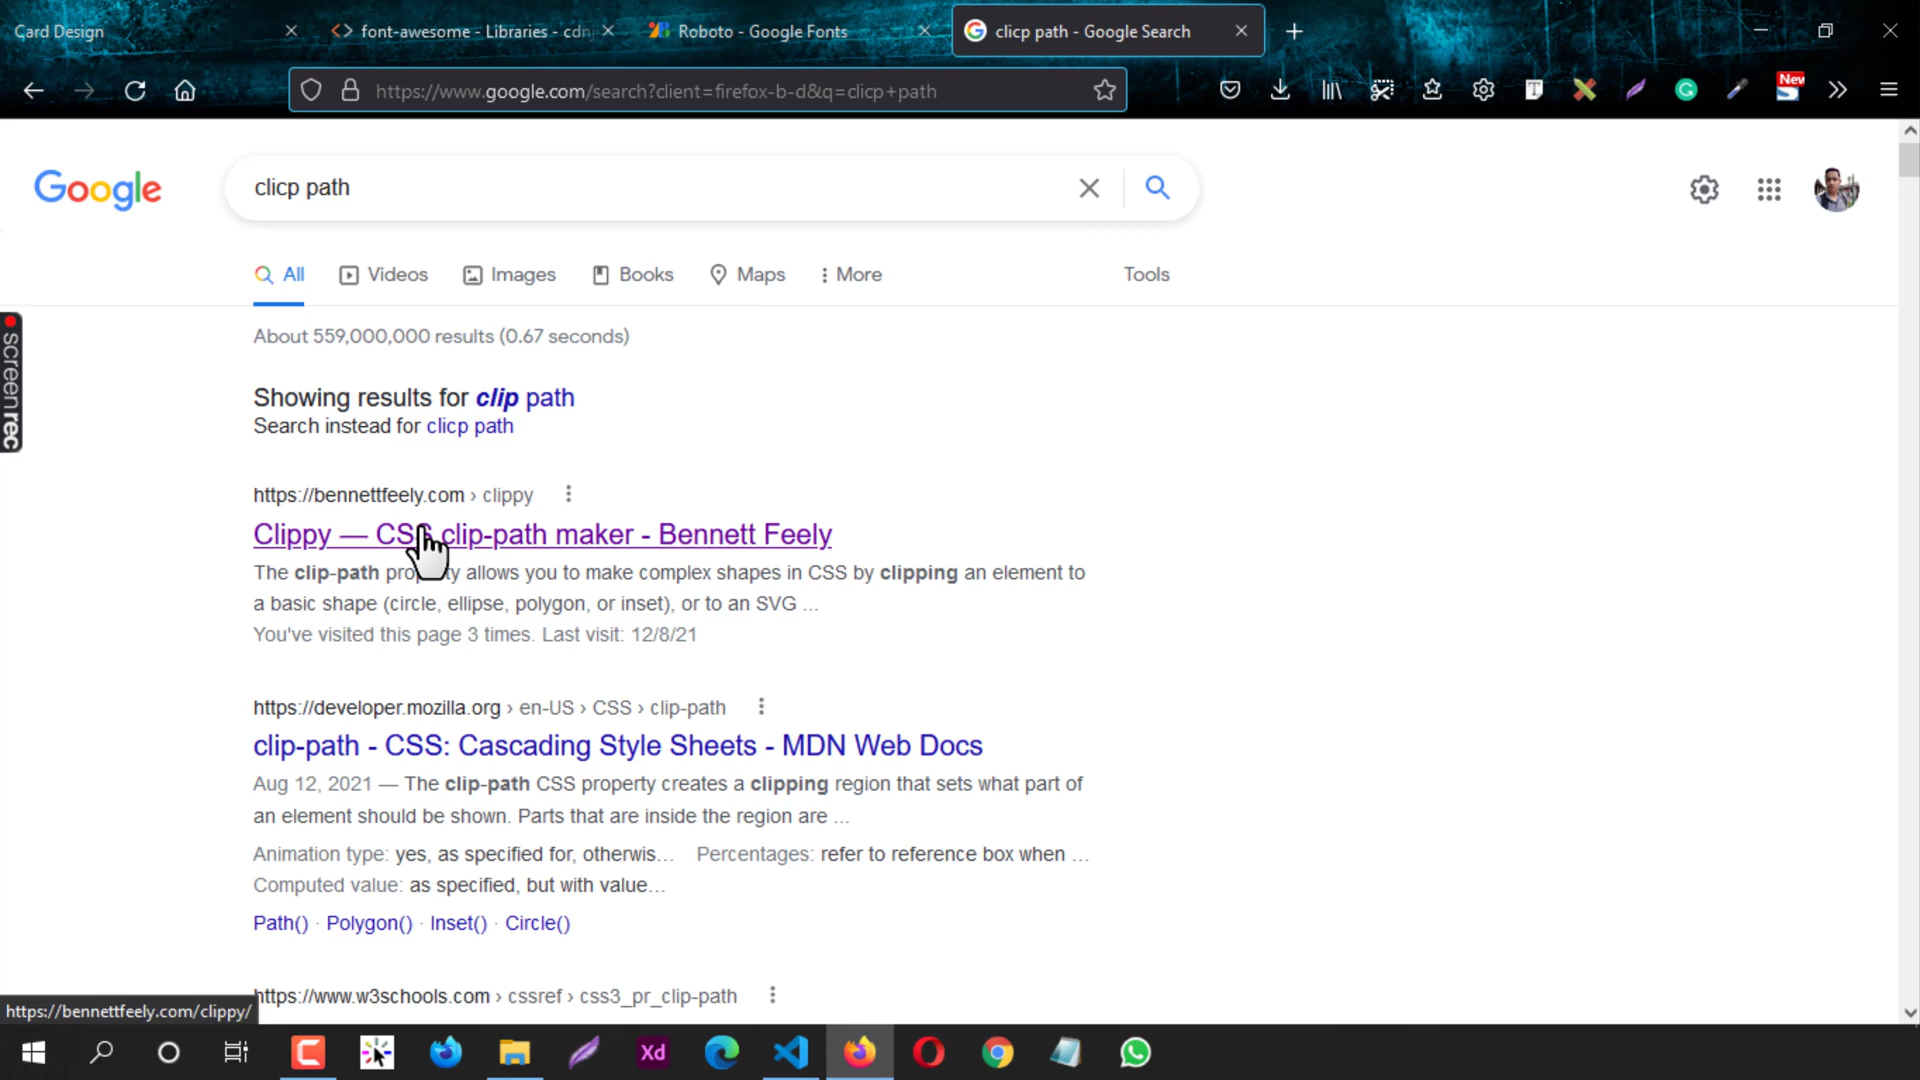 Card Design
font-awesome - Libraries - cdn
Roboto - Google Fonts
clicp path - Google Search
https://www.google.com/search?client=firefox-b-d&q=clicp+path
New
Google
clicp path
All
Videos
Images
Books
Maps
More
Tools
About 559,000,000 results (0.67 seconds)
Showing results for clip path
Search instead for clicp path
https://bennettfeely.com › clippy
Clippy — CSS clip-path maker - Bennett Feely
The clip-path property allows you to make complex shapes in CSS by clipping an element to
a basic shape (circle, ellipse, polygon, or inset), or to an SVG ...
You've visited this page 3 times. Last visit: 12/8/21
https://developer.mozilla.org › en-US › CSS › clip-path
clip-path - CSS: Cascading Style Sheets - MDN Web Docs
Aug 12, 2021 — The clip-path CSS property creates a clipping region that sets what part of
an element should be shown. Parts that are inside the region are ...
Animation type: yes, as specified for, otherwis... Percentages: refer to reference box when ...
Computed value: as specified, but with value...
Path() · Polygon() · Inset() · Circle()
https://www.w3schools.com › cssref › css3_pr_clip-path
https://bennettfeely.com/clippy/
screenrec
Xd